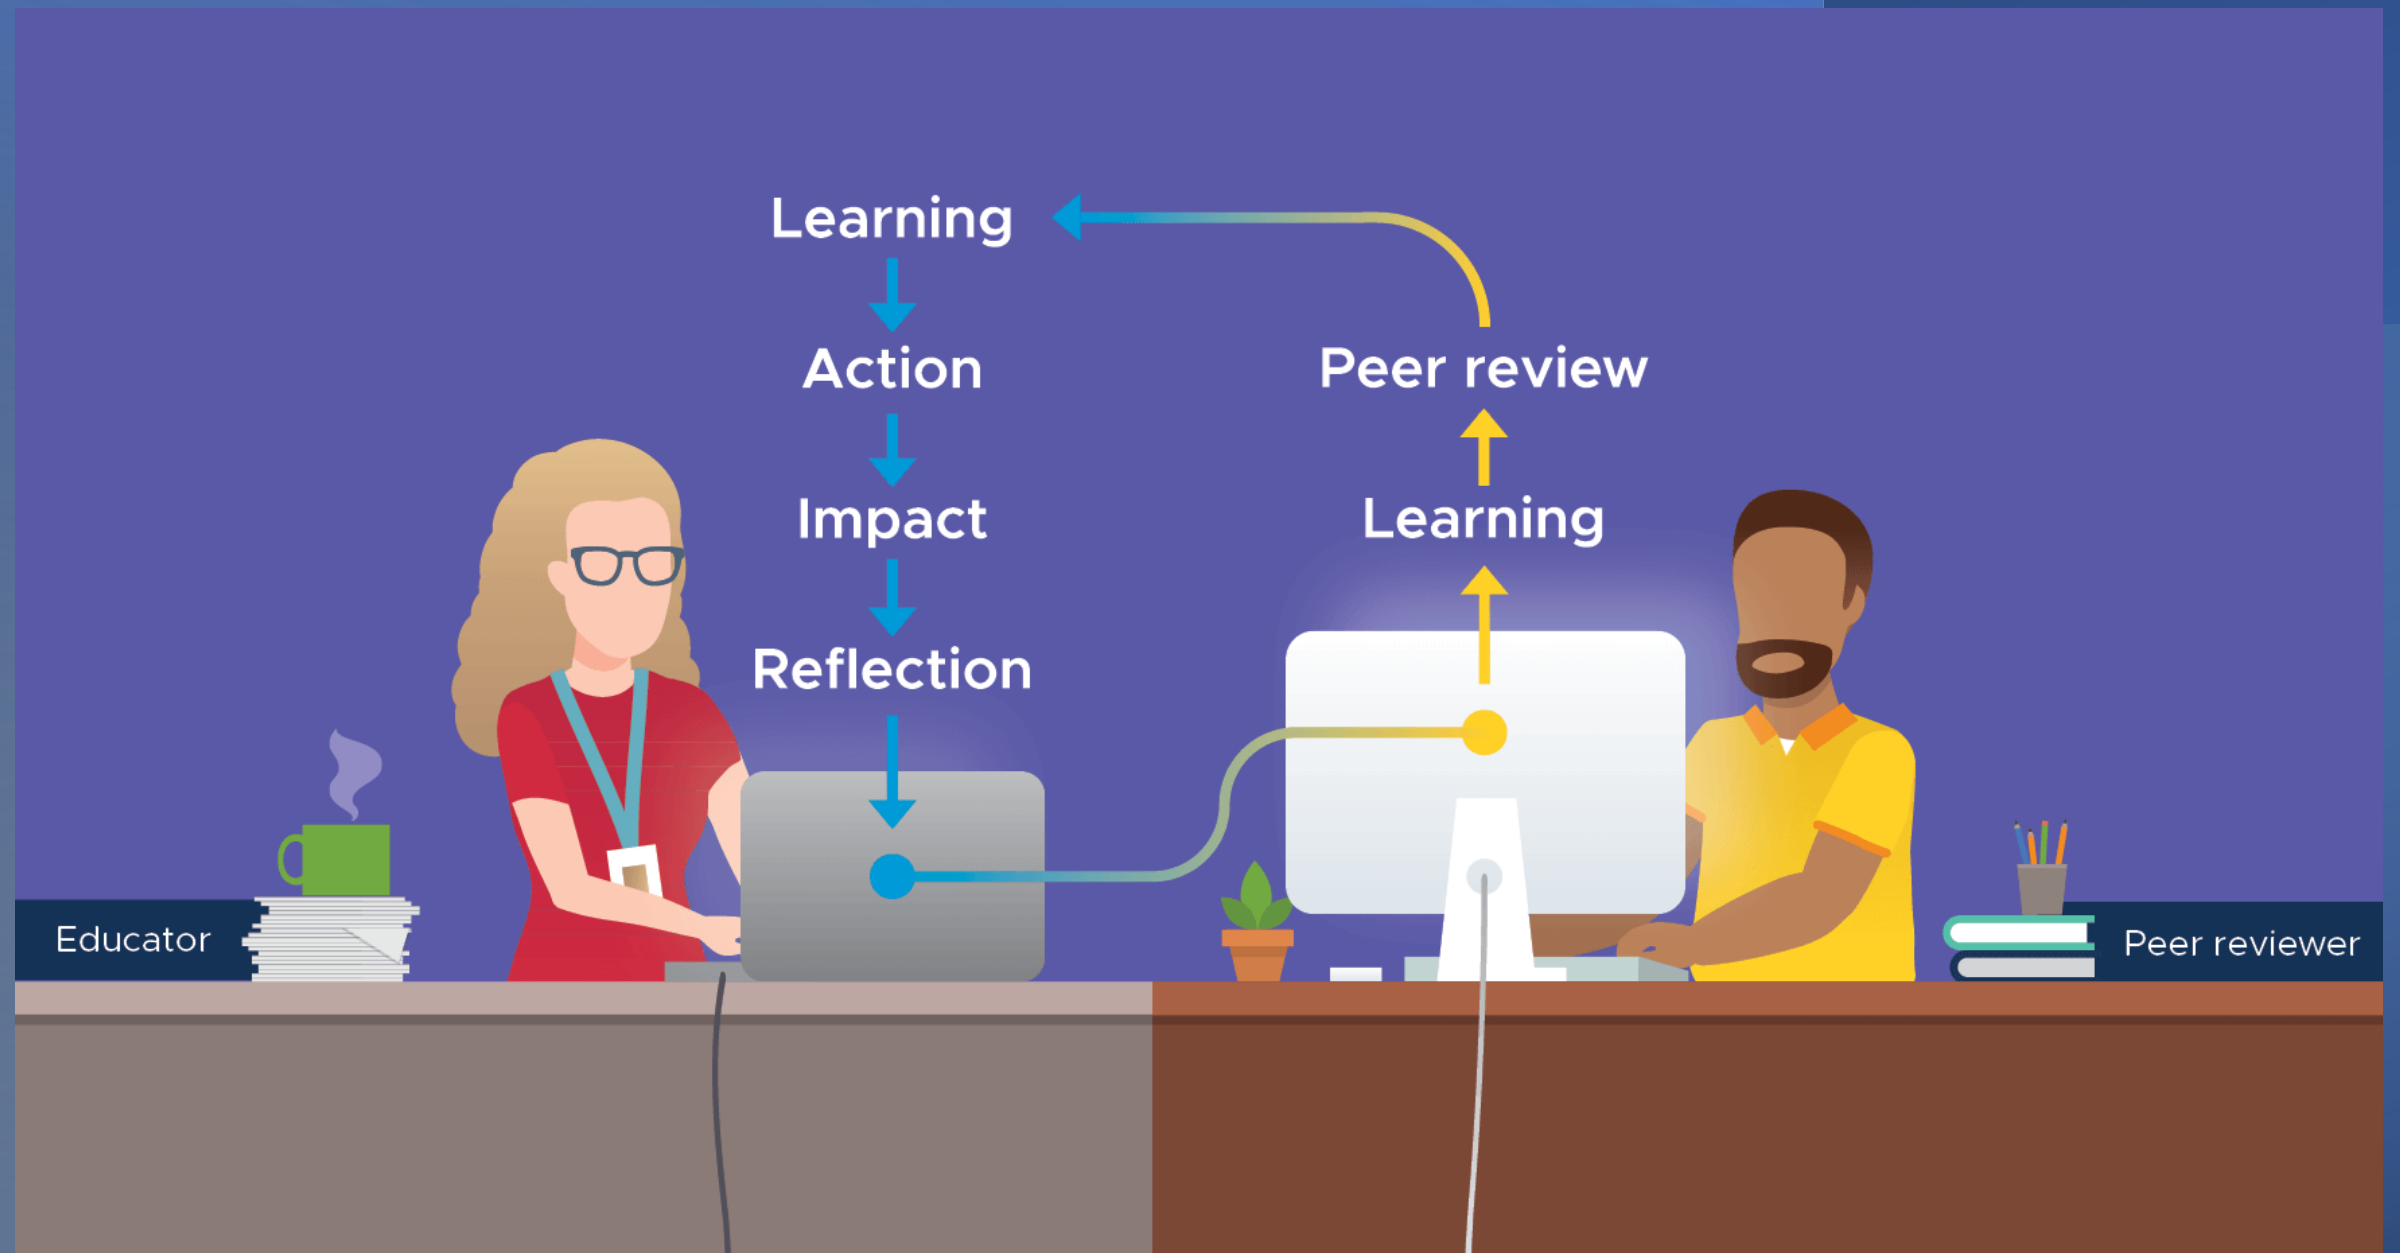 Learning
Action
Impact
Reflection
Peer review
Learning
Educator
Peer reviewer